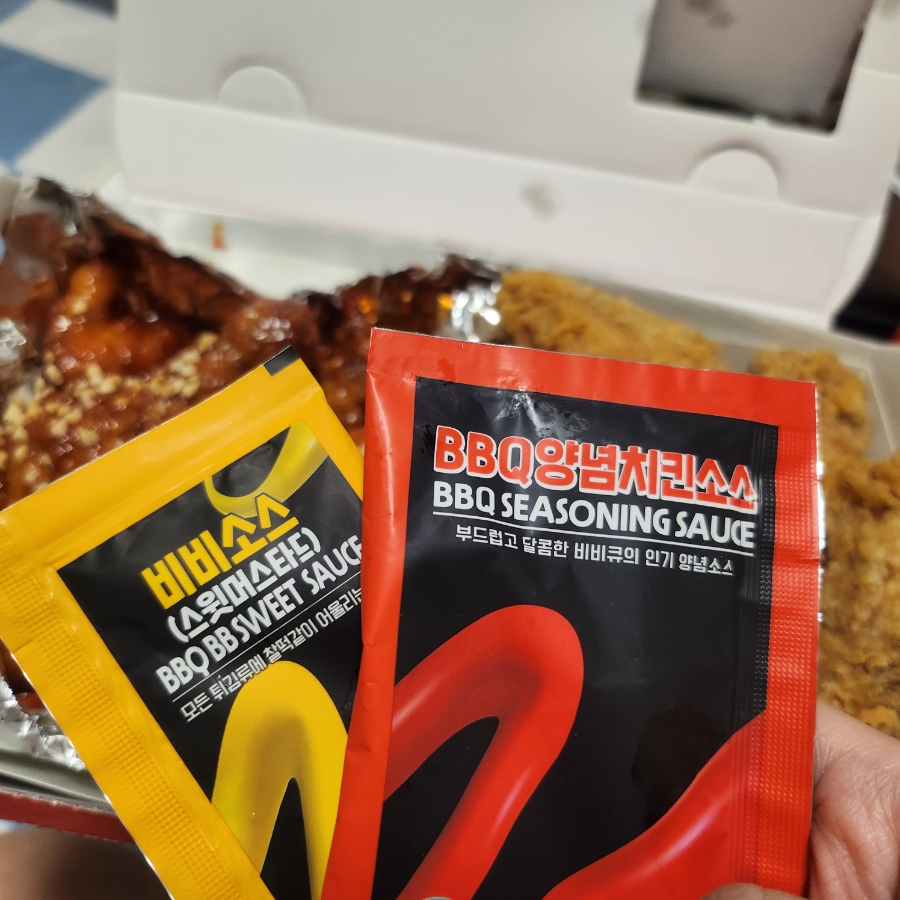 비비소스
(스윗머스타드)
BBQ BB SWEET SAUCE
모든 튀김류에 찰떡같이 어울리는
BBQ양념치킨소스
BBQ SEASONING SAUCE
부드럽고 달콤한 비비큐의 인기 양념소스